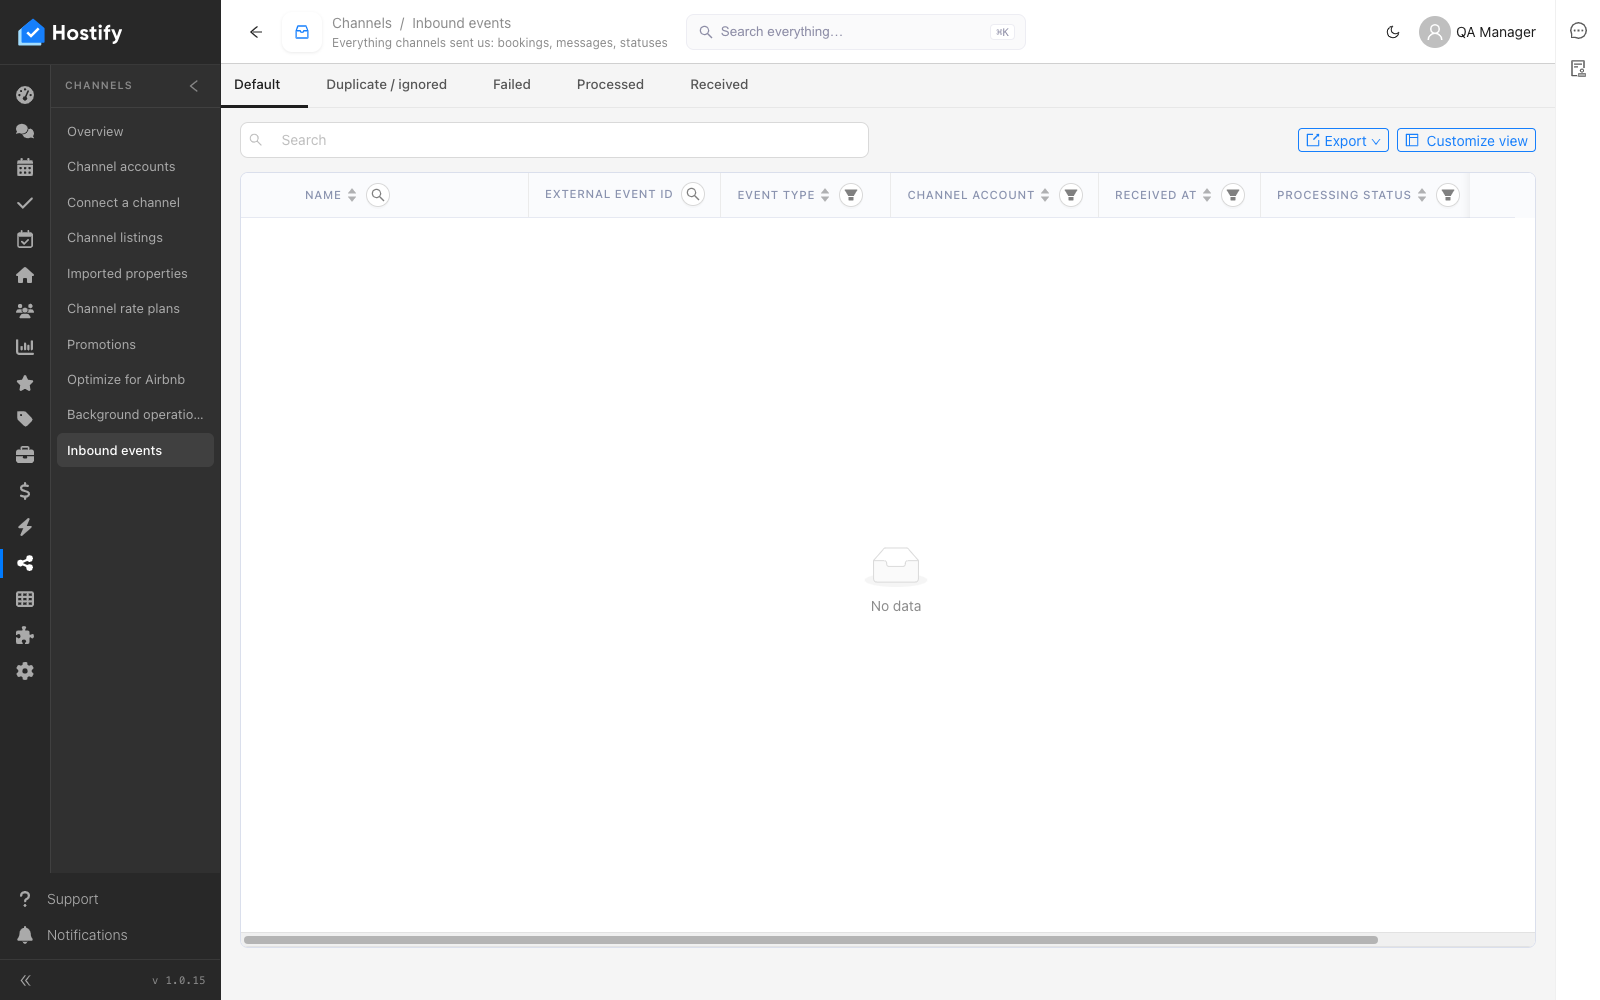 Hostify
CHANNELS
Overview
Channel accounts
Connect a channel
Channel listings
Imported properties
Channel rate plans
Promotions
Optimize for Airbnb
Background operatio...
Inbound events
Support
Notifications
v 1.0.15
Channels / Inbound events
Everything channels sent us: bookings, messages, statuses
Search everything...
⌘K
QA Manager
Default
Duplicate / ignored
Failed
Processed
Received
Search
Export
Customize view
NAME
EXTERNAL EVENT ID
EVENT TYPE
CHANNEL ACCOUNT
RECEIVED AT
PROCESSING STATUS
No data